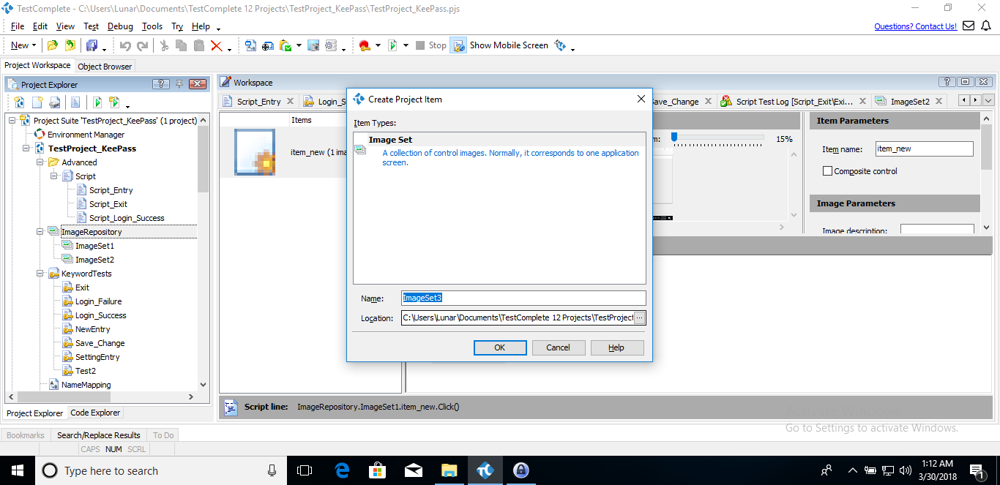 TestComplete - C:\Users\Lunar\Documents\TestComplete 12 Projects\TestProject_KeePass\TestProject_KeePass.pjs
File Edit View Test Debug Tools Try Help
Questions? Contact Us!
New
Stop
Show Mobile Screen
Project Workspace
Object Browser
Project Explorer
Project Suite 'TestProject_KeePass' (1 project)
Environment Manager
TestProject_KeePass
Advanced
Script
Script_Entry
Script_Exit
Script_Login_Success
ImageRepository
ImageSet1
ImageSet2
KeywordTests
Exit
Login_Failure
Login_Success
NewEntry
Save_Change
SettingEntry
Test2
NameMapping
Project Explorer
Code Explorer
Workspace
Script_Entry
Login_S
ave_Change
Script Test Log [Script_Exit\Exi...
ImageSet2
Items
item_new (1 ima
m:
15%
Item Parameters
Item name:
item_new
Composite control
Image Parameters
Image description:
Create Project Item
Item Types:
Image Set
A collection of control images. Normally, it corresponds to one application
screen.
Name:
ImageSet3
Location:
C:\Users\Lunar\Documents\TestComplete 12 Projects\TestProject
...
OK
Cancel
Help
Script line:
ImageRepository.ImageSet1.item_new.Click()
Activate Windows
Go to Settings to activate Windows.
Bookmarks
Search/Replace Results
To Do
CAPS NUM SCRL
Type here to search
1:12 AM
3/30/2018
1